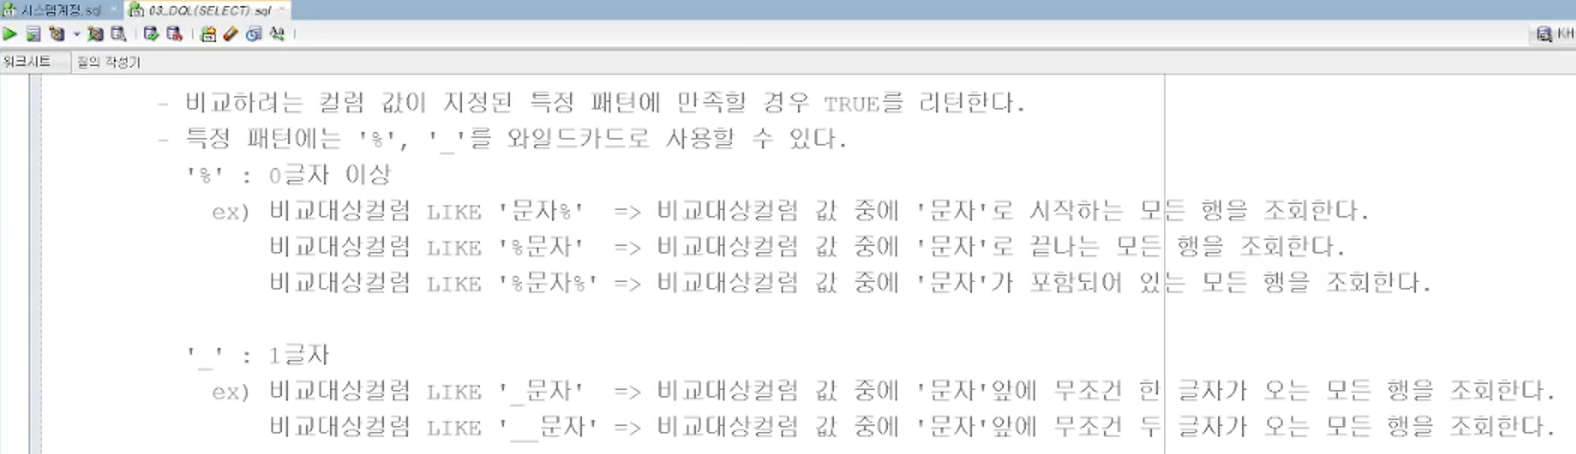 시스템계정.sql 03_DQL(SELECT).sql
KH
워크시트 질의 작성기
- 비교하려는 컬럼 값이 지정된 특정 패턴에 만족할 경우 TRUE를 리턴한다.
- 특정 패턴에는 '%', '_'를 와일드카드로 사용할 수 있다.
'%' : 0글자 이상
ex) 비교대상컬럼 LIKE '문자%' => 비교대상컬럼 값 중에 '문자'로 시작하는 모든 행을 조회한다.
비교대상컬럼 LIKE '%문자' => 비교대상컬럼 값 중에 '문자'로 끝나는 모든 행을 조회한다.
비교대상컬럼 LIKE '%문자%' => 비교대상컬럼 값 중에 '문자'가 포함되어 있는 모든 행을 조회한다.
'_' : 1글자
ex) 비교대상컬럼 LIKE '_문자' => 비교대상컬럼 값 중에 '문자'앞에 무조건 한 글자가 오는 모든 행을 조회한다.
비교대상컬럼 LIKE '__문자' => 비교대상컬럼 값 중에 '문자'앞에 무조건 두 글자가 오는 모든 행을 조회한다.